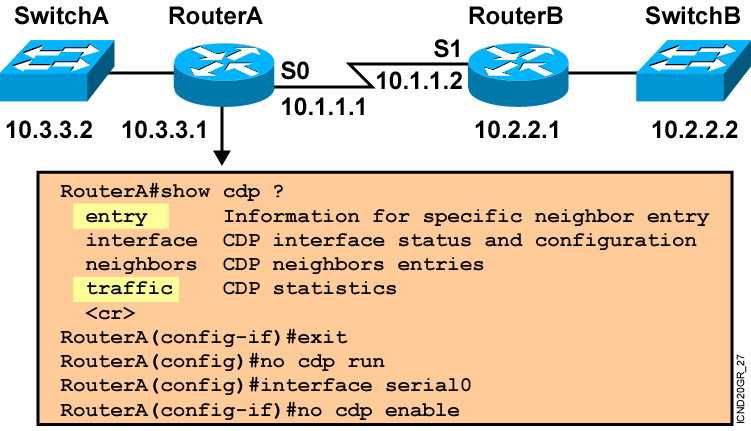 SwitchA RouterA RouterB SwitchB
S0 S1
10.1.1.1 10.1.1.2
10.3.3.2 10.3.3.1 10.2.2.1 10.2.2.2
RouterA#show cdp ?
entry Information for specific neighbor entry
interface CDP interface status and configuration
neighbors CDP neighbors entries
traffic CDP statistics
<cr>
RouterA(config-if)#exit
RouterA(config)#no cdp run
RouterA(config)#interface serial0
RouterA(config-if)#no cdp enable
ICND20GR_27